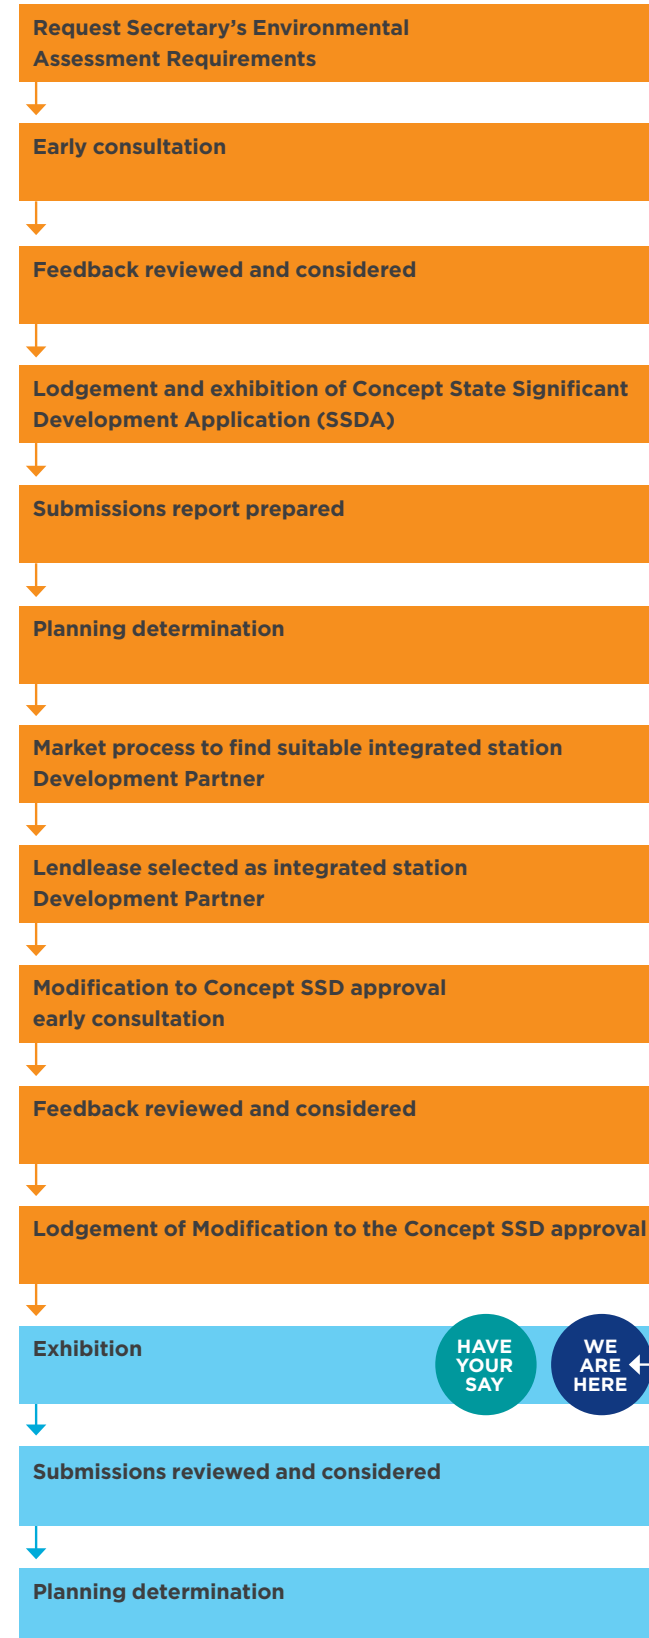 Request Secretary’s Environmental
Assessment Requirements
Early consultation
Feedback reviewed and considered
Lodgement and exhibition of Concept State Significant
Development Application (SSDA)
Submissions report prepared
Planning determination
Market process to find suitable integrated station
Development Partner
Lendlease selected as integrated station
Development Partner
Modification to Concept SSD approval
early consultation
Feedback reviewed and considered
Lodgement of Modification to the Concept SSD approval
Exhibition
HAVE
YOUR
SAY
WE
ARE
HERE
Submissions reviewed and considered
Planning determination